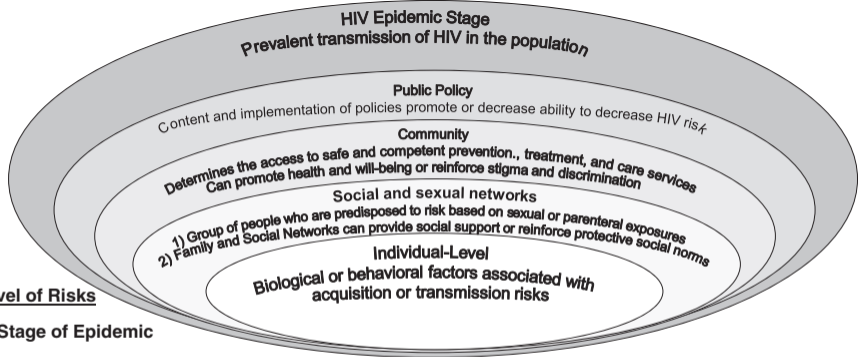 HIV Epidemic Stage
Prevalent transmission of HIV in the population
Public Policy
Content and implementation of policies promote or decrease ability to decrease HIV risk
Community
Determines the access to safe and competent prevention., treatment, and care services
Can promote health and will-being or reinforce stigma and discrimination
Social and sexual networks
1) Group of people who are predisposed to risk based on sexual or parenteral exposures
2) Family and Social Networks can provide social support or reinforce protective social norms
Individual-Level
Biological or behavioral factors associated with
acquisition or transmission risks
of Risks
Stage of Epidemic